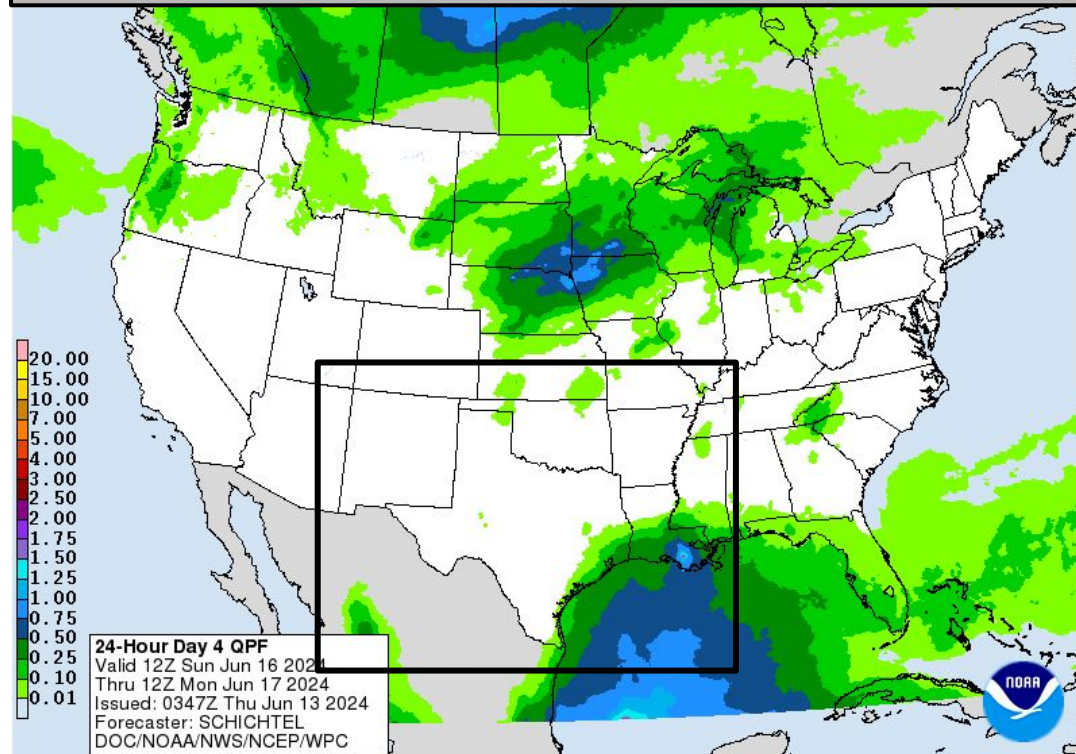 20.00
15.00
10.00
7.00
5.00
4.00
3.00
2.50
2.00
1.75
1.50
1.25
1.00
0.75
0.50
0.25
0.10
0.01
24-Hour Day 4 QPF
Valid 12Z Sun Jun 16 2024
Thru 12Z Mon Jun 17 2024
Issued: 0347Z Thu Jun 13 2024
Forecaster: SCHICHTEL
DOC/NOAA/NWS/NCEP/WPC
NOAA